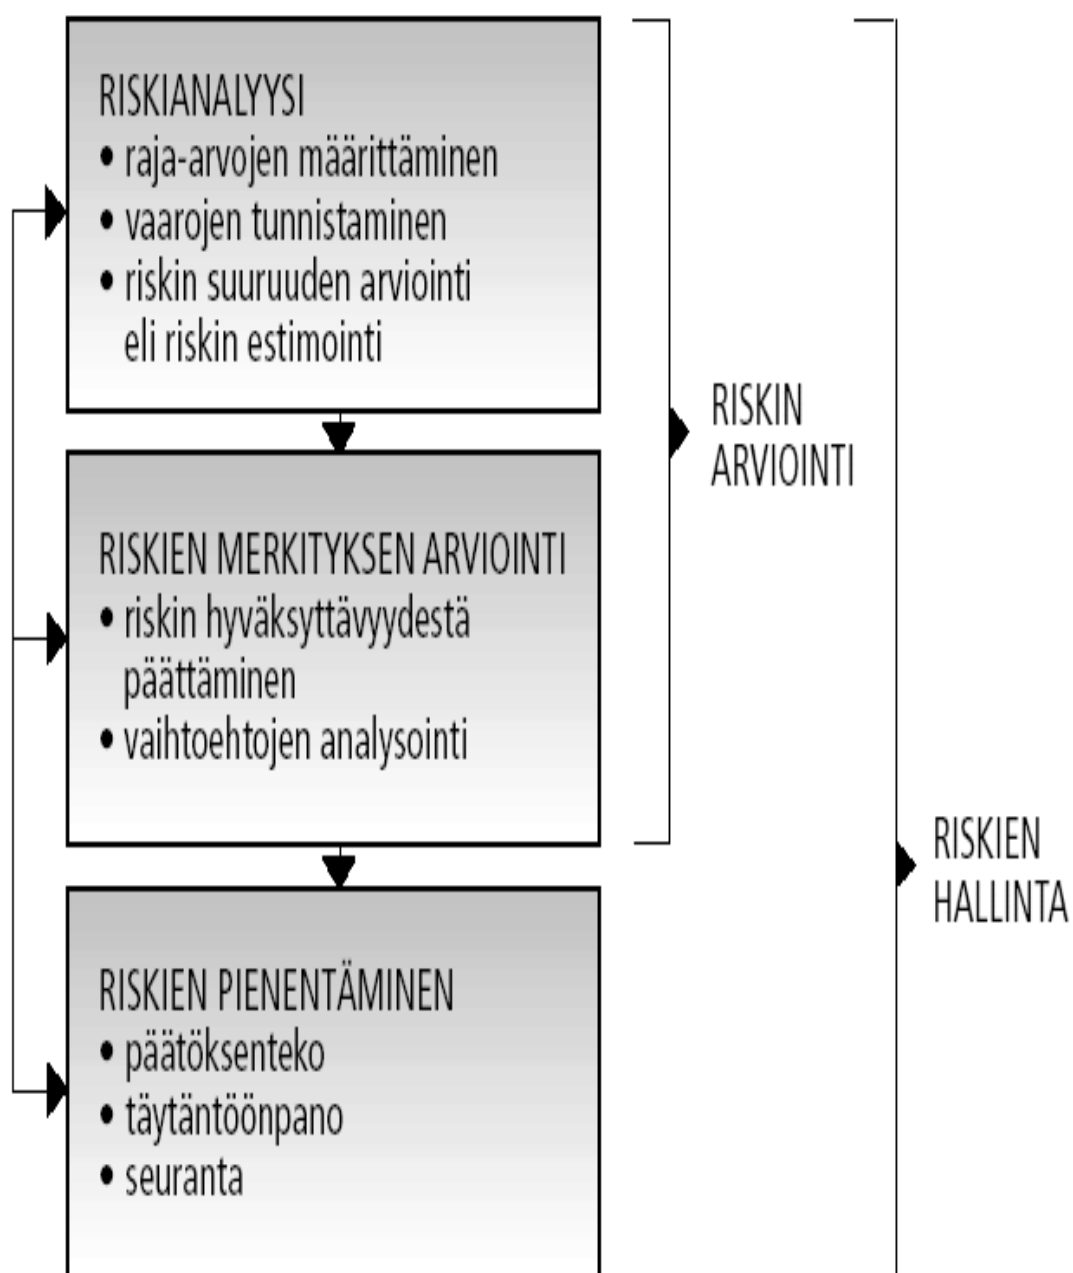 RISKIANALYYSI
• raja-arvojen määrittäminen
• vaarojen tunnistaminen
• riskin suuruuden arviointi
eli riskin estimointi
RISKIN
ARVIOINTI
RISKIEN MERKITYKSEN ARVIOINTI
• riskin hyväksyttävyydestä
päättäminen
• vaihtoehtojen analysointi
RISKIEN
HALLINTA
RISKIEN PIENENTÄMINEN
• päätöksenteko
• täytäntöönpano
• seuranta